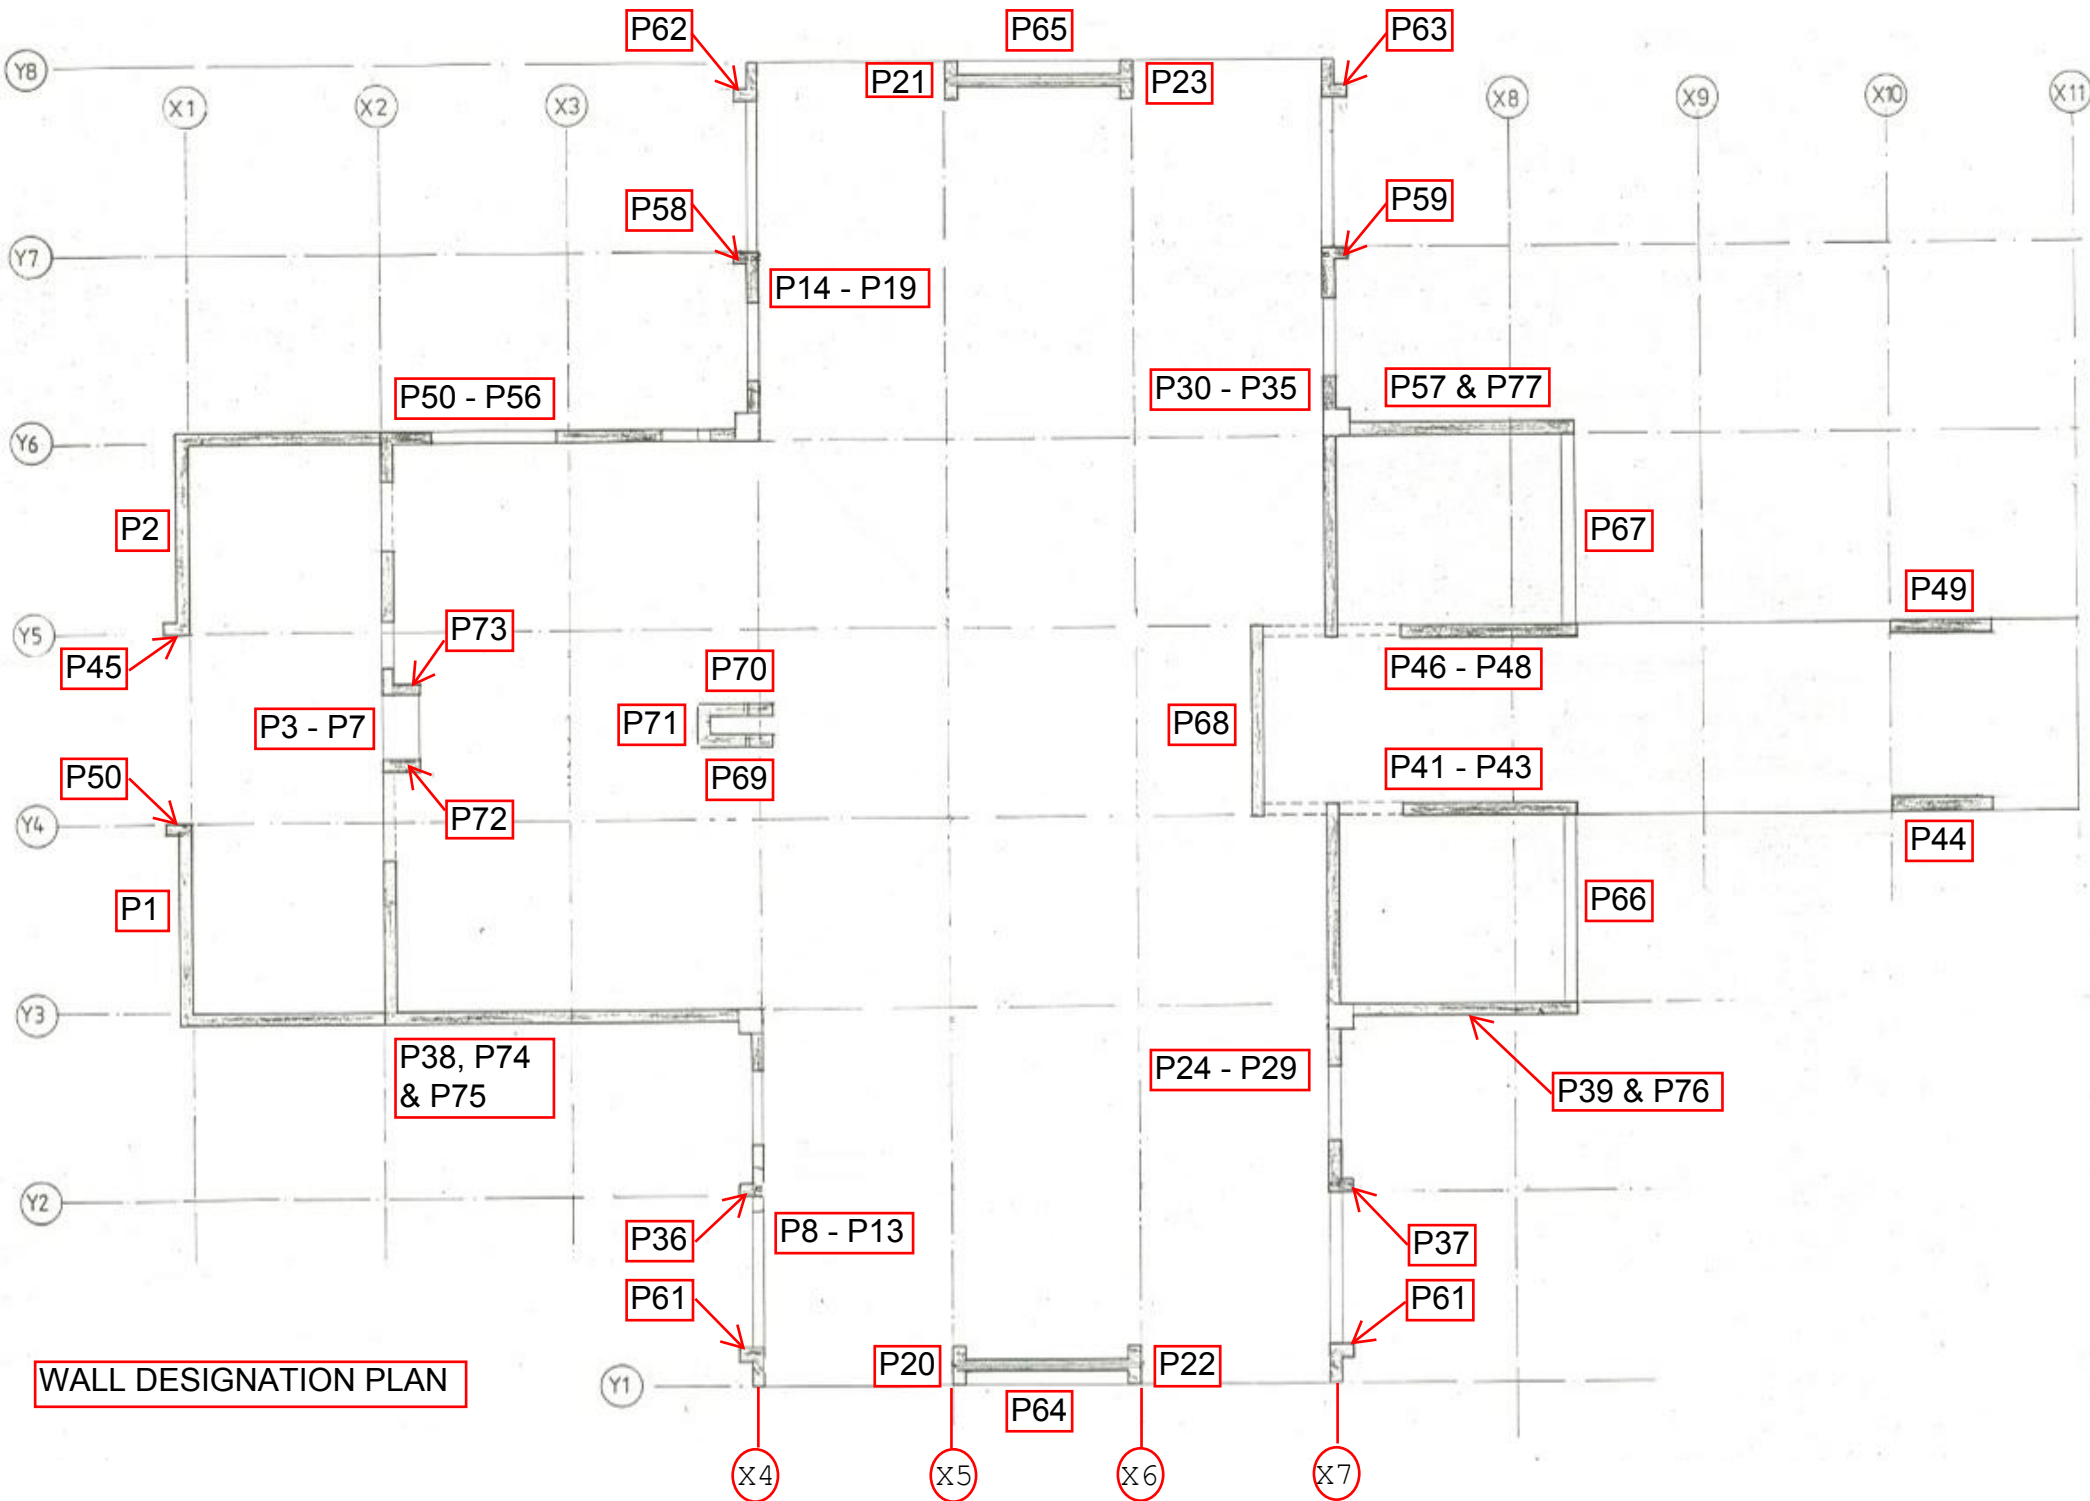 P62
P65
P63
Y8
P21
P23
X1
X2
X3
X8
X9
X10
X11
P58
P59
Y7
P14 - P19
P50 - P56
P30 - P35
P57 & P77
Y6
P2
P67
P49
Y5
P73
P45
P70
P46 - P48
P3 - P7
P71
P68
P50
P69
P41 - P43
Y4
P72
P44
P1
P66
Y3
P38, P74
& P75
P24 - P29
P39 & P76
Y2
P36
P8 - P13
P37
P61
P61
WALL DESIGNATION PLAN
Y1
P20
P22
P64
X4
X5
X6
X7